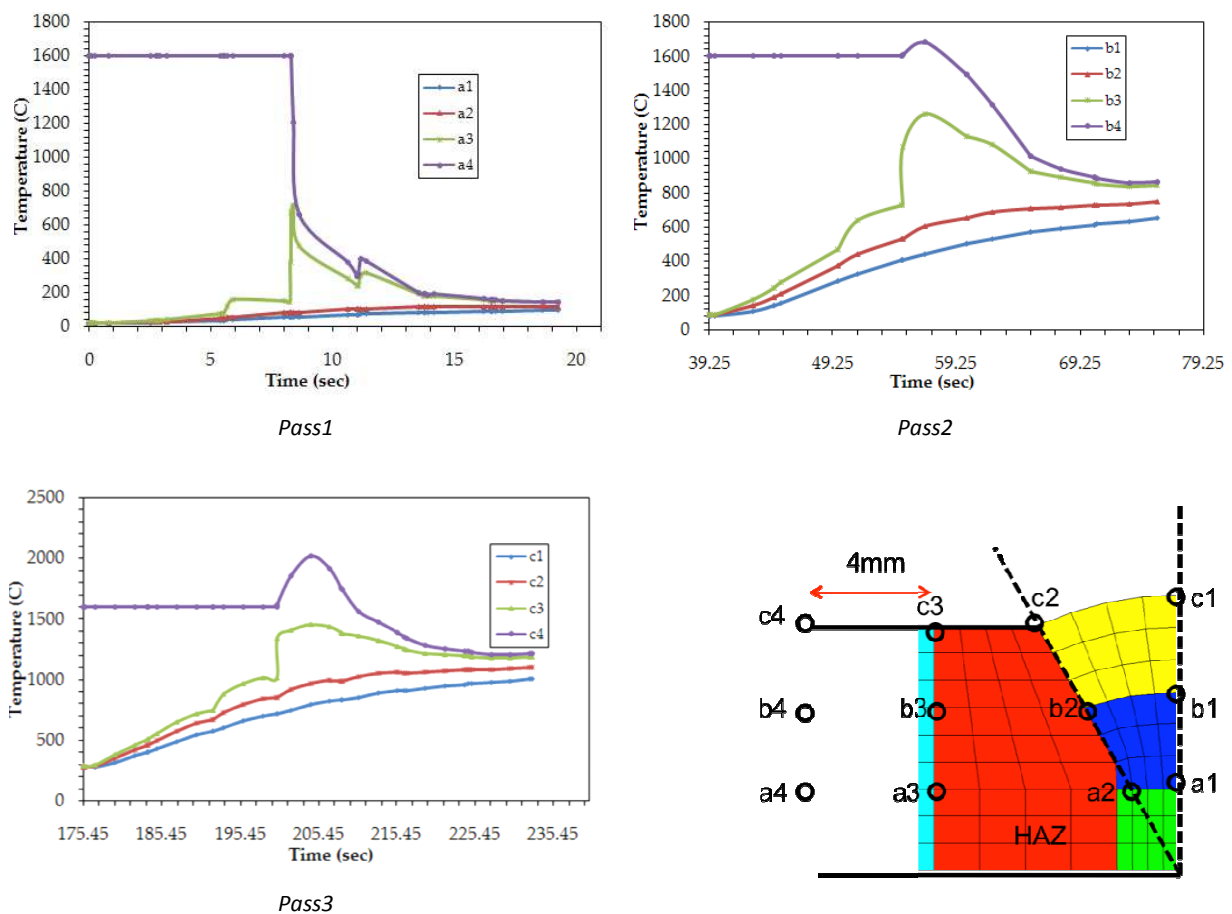 1800
1600
1400
1200
1000
800
600
400
200
0
Temperature (C)
a1
a2
a3
a4
0
5
10
15
20
Time (sec)
Pass1
1800
1600
1400
1200
1000
800
600
400
200
0
Temperature (C)
b1
b2
b3
b4
39.25
49.25
59.25
69.25
79.25
Time (sec)
Pass2
2500
2000
1500
1000
500
0
Temperature (C)
c1
c2
c3
c4
175.45
185.45
195.45
205.45
215.45
225.45
235.45
Time (sec)
Pass3
4mm
c4
c3
c2
c1
b4
b3
b2
b1
a4
a3
a2
a1
HAZ